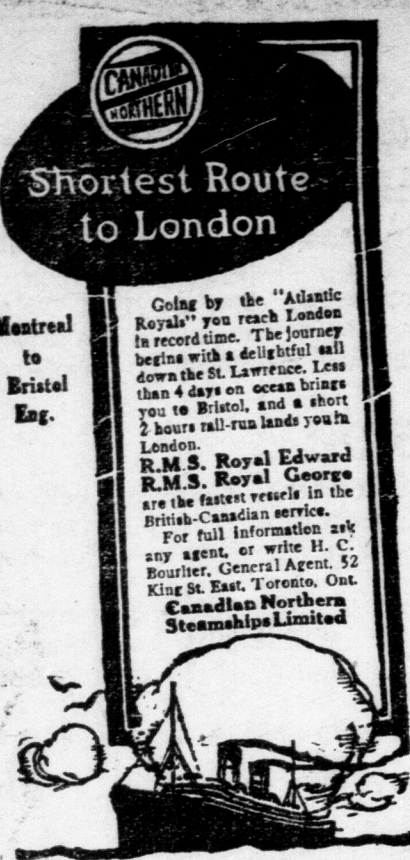 CANADIAN
NORTHERN
Shortest Route
to London
Montreal
to
Bristol
Eng.
Going by the "Atlantic
Royals" you reach London
in record time. The journey
begins with a delightful sail
down the St. Lawrence. Less
than 4 days on ocean brings
you to Bristol, and a short
2 hours rail-run lands you in
London.
R.M.S. Royal Edward
R.M.S. Royal George
are the fastest vessels in the
British-Canadian service.
For full information ask
any agent, or write H. C.
Bourlier, General Agent, 52
King St. East, Toronto, Ont.
Canadian Northern
Steamships Limited